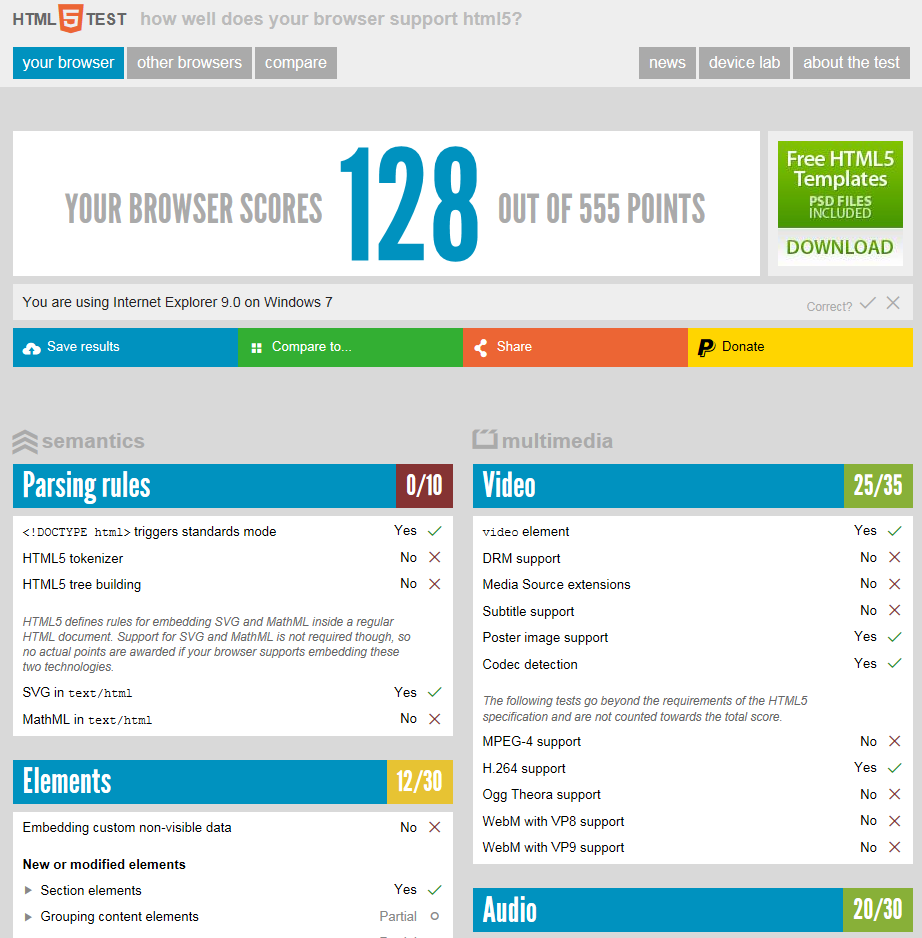 HTML 5 TEST how well does your browser support html5?
your browser other browsers compare news device lab about the test
YOUR BROWSER SCORES 128 OUT OF 555 POINTS
Free HTML5
Templates
PSD FILES
INCLUDED
DOWNLOAD
You are using Internet Explorer 9.0 on Windows 7 Correct?
Save results Compare to... Share Donate
semantics
Parsing rules 0/10
<!DOCTYPE html> triggers standards mode Yes
HTML5 tokenizer No
HTML5 tree building No
HTML5 defines rules for embedding SVG and MathML inside a regular
HTML document. Support for SVG and MathML is not required though, so
no actual points are awarded if your browser supports embedding these
two technologies.
SVG in text/html Yes
MathML in text/html No
Elements 12/30
Embedding custom non-visible data No
New or modified elements
Section elements Yes
Grouping content elements Partial
multimedia
Video 25/35
video element Yes
DRM support No
Media Source extensions No
Subtitle support No
Poster image support Yes
Codec detection Yes
The following tests go beyond the requirements of the HTML5
specification and are not counted towards the total score.
MPEG-4 support No
H.264 support Yes
Ogg Theora support No
WebM with VP8 support No
WebM with VP9 support No
Audio 20/30